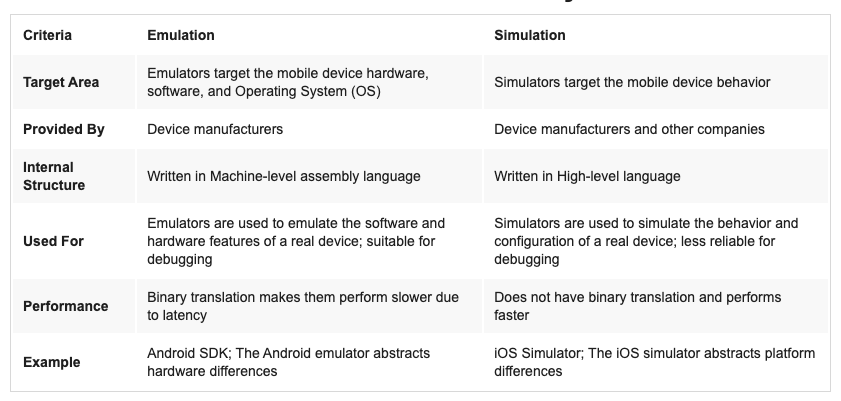 Criteria Emulation Simulation
Target Area Emulators target the mobile device hardware, software, and Operating System (OS) Simulators target the mobile device behavior
Provided By Device manufacturers Device manufacturers and other companies
Internal Structure Written in Machine-level assembly language Written in High-level language
Used For Emulators are used to emulate the software and hardware features of a real device; suitable for debugging Simulators are used to simulate the behavior and configuration of a real device; less reliable for debugging
Performance Binary translation makes them perform slower due to latency Does not have binary translation and performs faster
Example Android SDK; The Android emulator abstracts hardware differences iOS Simulator; The iOS simulator abstracts platform differences